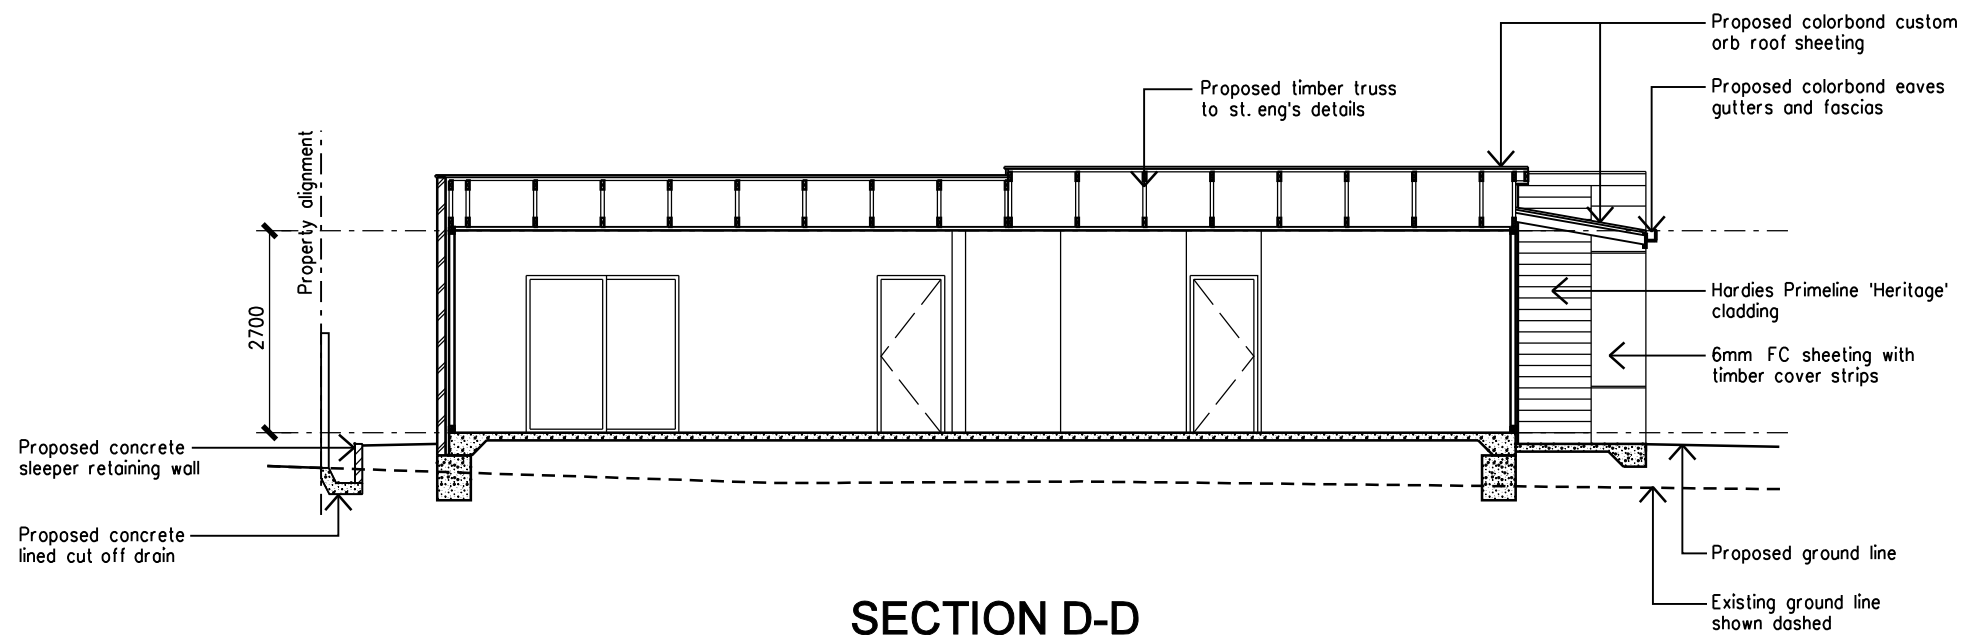 Proposed colorbond custom
orb roof sheeting
Proposed timber truss
to st. eng's details
Proposed colorbond eaves
gutters and fascias
Property alignment
2700
Hardies Primeline 'Heritage'
cladding
6mm FC sheeting with
timber cover strips
Proposed concrete
sleeper retaining wall
Proposed concrete
lined cut off drain
Proposed ground line
Existing ground line
shown dashed
SECTION D-D